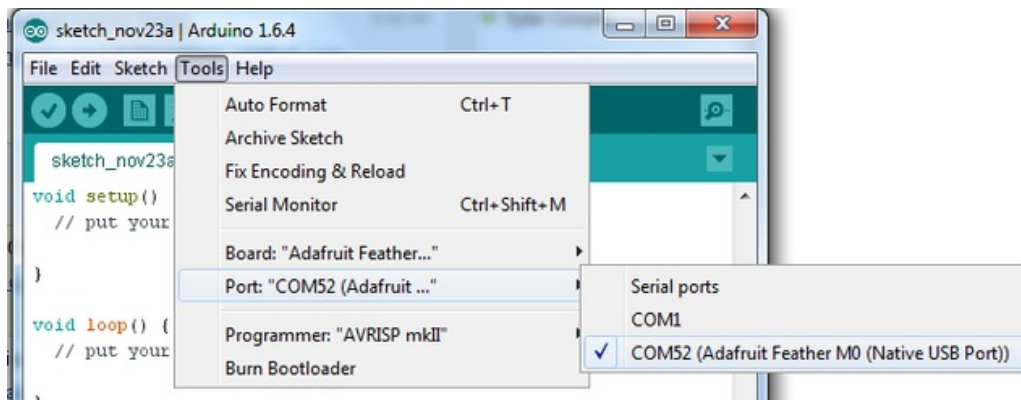 sketch_nov23a | Arduino 1.6.4
File Edit Sketch Tools Help
Auto Format Ctrl+T
Archive Sketch
Fix Encoding & Reload
Serial Monitor Ctrl+Shift+M
Board: "Adafruit Feather..."
Port: "COM52 (Adafruit ..."
Programmer: "AVRISP mkII"
Burn Bootloader
Serial ports
COM1
COM52 (Adafruit Feather M0 (Native USB Port))
sketch_nov23a
void setup()
// put your
}
void loop() {
// put your
}